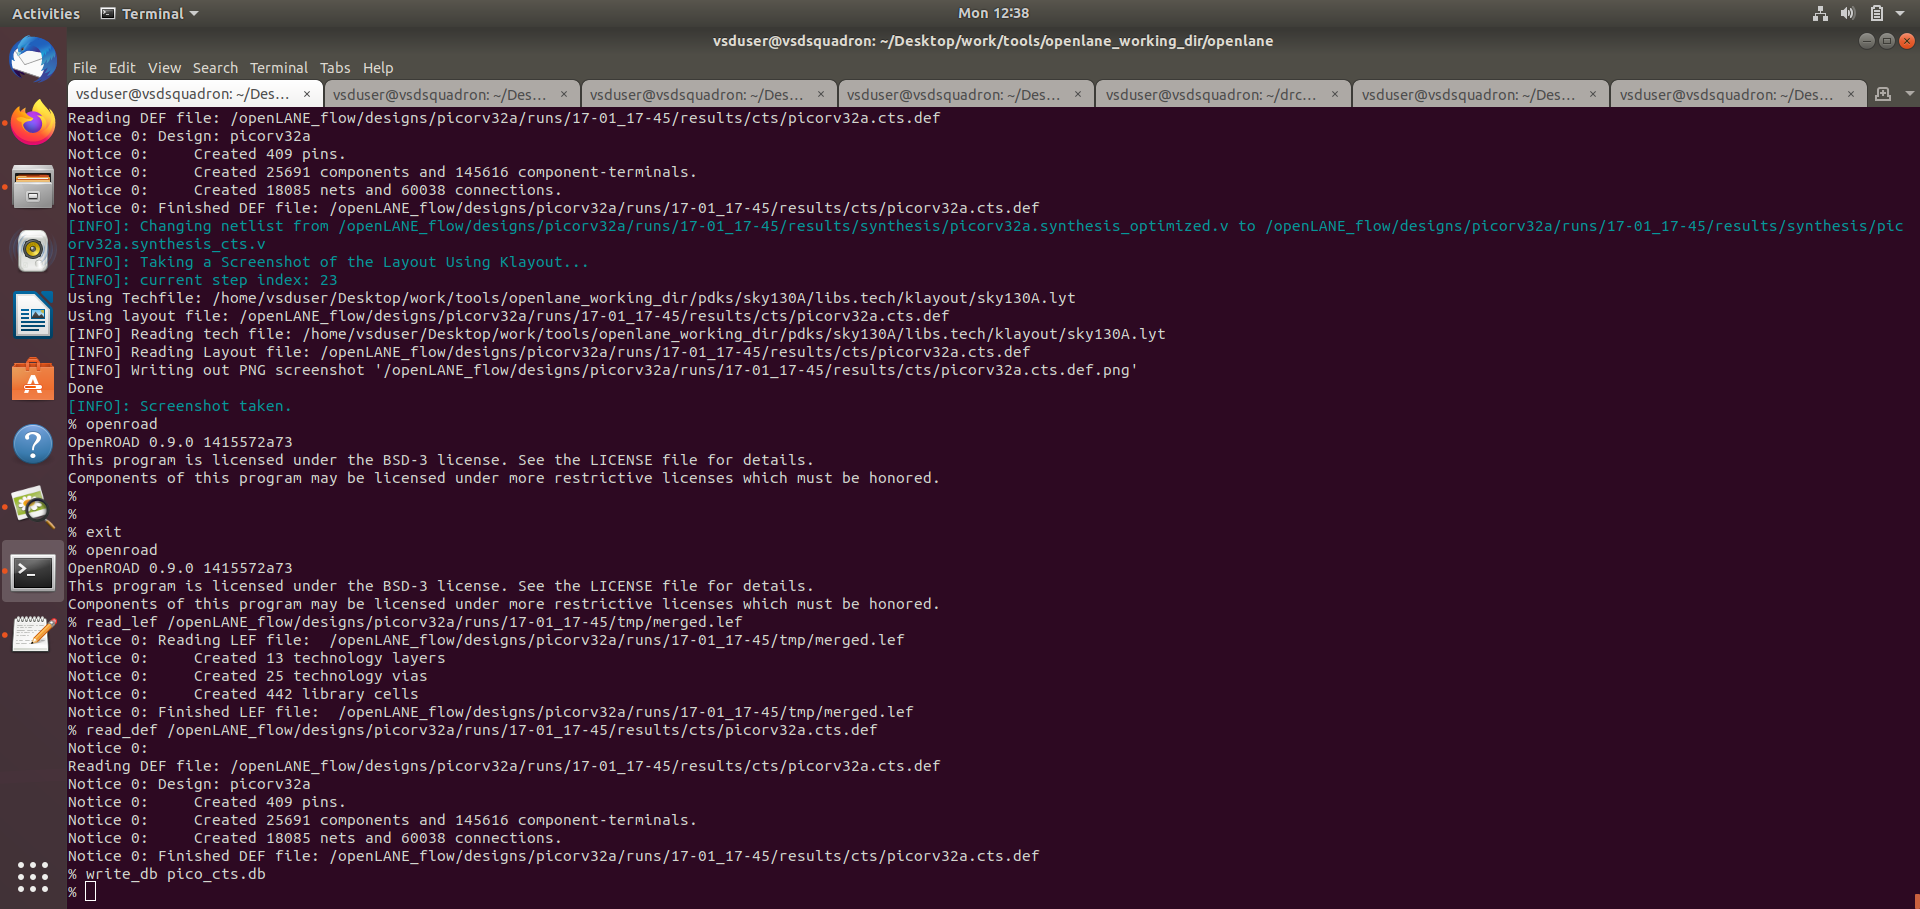 Activities Terminal Mon 12:38
vsduser@vsdsquadron: ~/Desktop/work/tools/openlane_working_dir/openlane
File Edit View Search Terminal Tabs Help
vsduser@vsdsquadron: ~/Des... × vsduser@vsdsquadron: ~/Des... × vsduser@vsdsquadron: ~/Des... × vsduser@vsdsquadron: ~/Des... × vsduser@vsdsquadron: ~/drc... × vsduser@vsdsquadron: ~/Des... × vsduser@vsdsquadron: ~/Des... ×
Reading DEF file: /openLANE_flow/designs/picorv32a/runs/17-01_17-45/results/cts/picorv32a.cts.def
Notice 0: Design: picorv32a
Notice 0:     Created 409 pins.
Notice 0:     Created 25691 components and 145616 component-terminals.
Notice 0:     Created 18085 nets and 60038 connections.
Notice 0: Finished DEF file: /openLANE_flow/designs/picorv32a/runs/17-01_17-45/results/cts/picorv32a.cts.def
[INFO]: Changing netlist from /openLANE_flow/designs/picorv32a/runs/17-01_17-45/results/synthesis/picorv32a.synthesis_optimized.v to /openLANE_flow/designs/picorv32a/runs/17-01_17-45/results/synthesis/pic
orv32a.synthesis_cts.v
[INFO]: Taking a Screenshot of the Layout Using Klayout...
[INFO]: current step index: 23
Using Techfile: /home/vsduser/Desktop/work/tools/openlane_working_dir/pdks/sky130A/libs.tech/klayout/sky130A.lyt
Using layout file: /openLANE_flow/designs/picorv32a/runs/17-01_17-45/results/cts/picorv32a.cts.def
[INFO] Reading tech file: /home/vsduser/Desktop/work/tools/openlane_working_dir/pdks/sky130A/libs.tech/klayout/sky130A.lyt
[INFO] Reading Layout file: /openLANE_flow/designs/picorv32a/runs/17-01_17-45/results/cts/picorv32a.cts.def
[INFO] Writing out PNG screenshot '/openLANE_flow/designs/picorv32a/runs/17-01_17-45/results/cts/picorv32a.cts.def.png'
Done
[INFO]: Screenshot taken.
% openroad
OpenROAD 0.9.0 1415572a73
This program is licensed under the BSD-3 license. See the LICENSE file for details.
Components of this program may be licensed under more restrictive licenses which must be honored.
%
%
% exit
% openroad
OpenROAD 0.9.0 1415572a73
This program is licensed under the BSD-3 license. See the LICENSE file for details.
Components of this program may be licensed under more restrictive licenses which must be honored.
% read_lef /openLANE_flow/designs/picorv32a/runs/17-01_17-45/tmp/merged.lef
Notice 0: Reading LEF file:  /openLANE_flow/designs/picorv32a/runs/17-01_17-45/tmp/merged.lef
Notice 0:     Created 13 technology layers
Notice 0:     Created 25 technology vias
Notice 0:     Created 442 library cells
Notice 0: Finished LEF file:  /openLANE_flow/designs/picorv32a/runs/17-01_17-45/tmp/merged.lef
% read_def /openLANE_flow/designs/picorv32a/runs/17-01_17-45/results/cts/picorv32a.cts.def
Notice 0:
Reading DEF file: /openLANE_flow/designs/picorv32a/runs/17-01_17-45/results/cts/picorv32a.cts.def
Notice 0: Design: picorv32a
Notice 0:     Created 409 pins.
Notice 0:     Created 25691 components and 145616 component-terminals.
Notice 0:     Created 18085 nets and 60038 connections.
Notice 0: Finished DEF file: /openLANE_flow/designs/picorv32a/runs/17-01_17-45/results/cts/picorv32a.cts.def
% write_db pico_cts.db
%